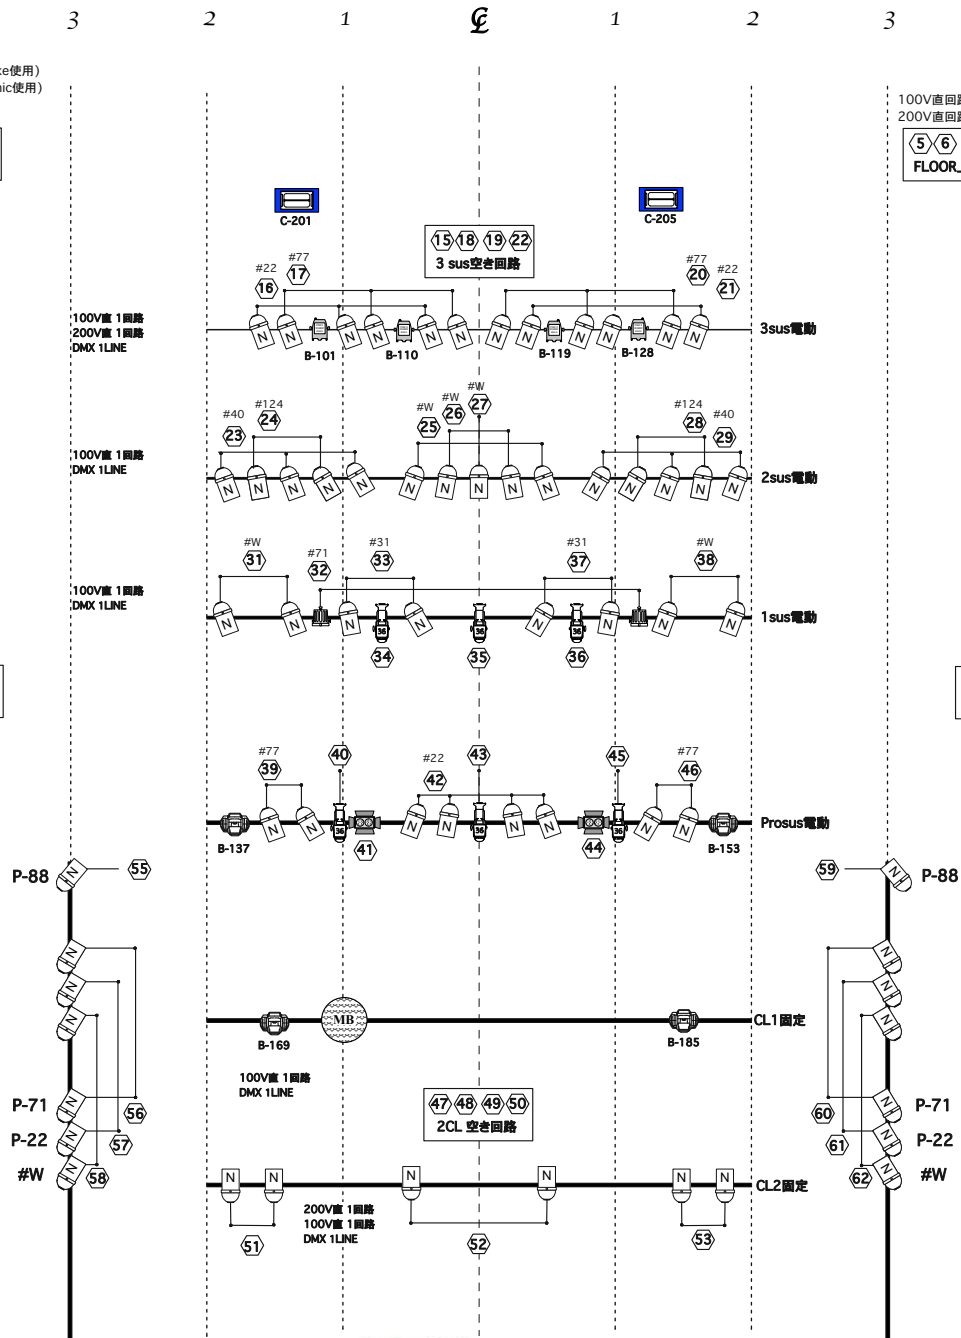 3 2 1 ℄ 1 2 3
ke使用)
nic使用)
100V直回路
200V直回路
5 6
FLOOR_
C-201 C-205
15 18 19 22
3 sus空き回路
#22 #77 #77 #22
16 17 20 21
100V直 1回路
200V直 1回路
DMX 1LINE
N N N N N N N N N N N N
3sus電動
B-101 B-110 B-119 B-128
#40 #124 #W #W #W #124 #40
23 24 25 26 27 28 29
100V直 1回路
DMX 1LINE
N N N N N N N N N N N N N N N
2sus電動
#W #71 #31 #31 #W
31 32 33 37 38
100V直 1回路
DMX 1LINE
N N N N 36 36 N 36 N N N
1sus電動
34 35 36
#77 #22 #77
39 40 42 43 45 46
N N 36 N N 36 N N 36 N N
Prosus電動
B-137 41 44 B-153
P-88 N 55 59 N P-88
N N
N N
N N
MB
CL1固定
B-169 B-185
100V直 1回路
DMX 1LINE
47 48 49 50
2CL 空き回路
P-71 N 56 60 N P-71
P-22 N 57 61 N P-22
#W N 58 62 N #W
N N N N N N
CL2固定
200V直 1回路
100V直 1回路
DMX 1LINE
51 52 53